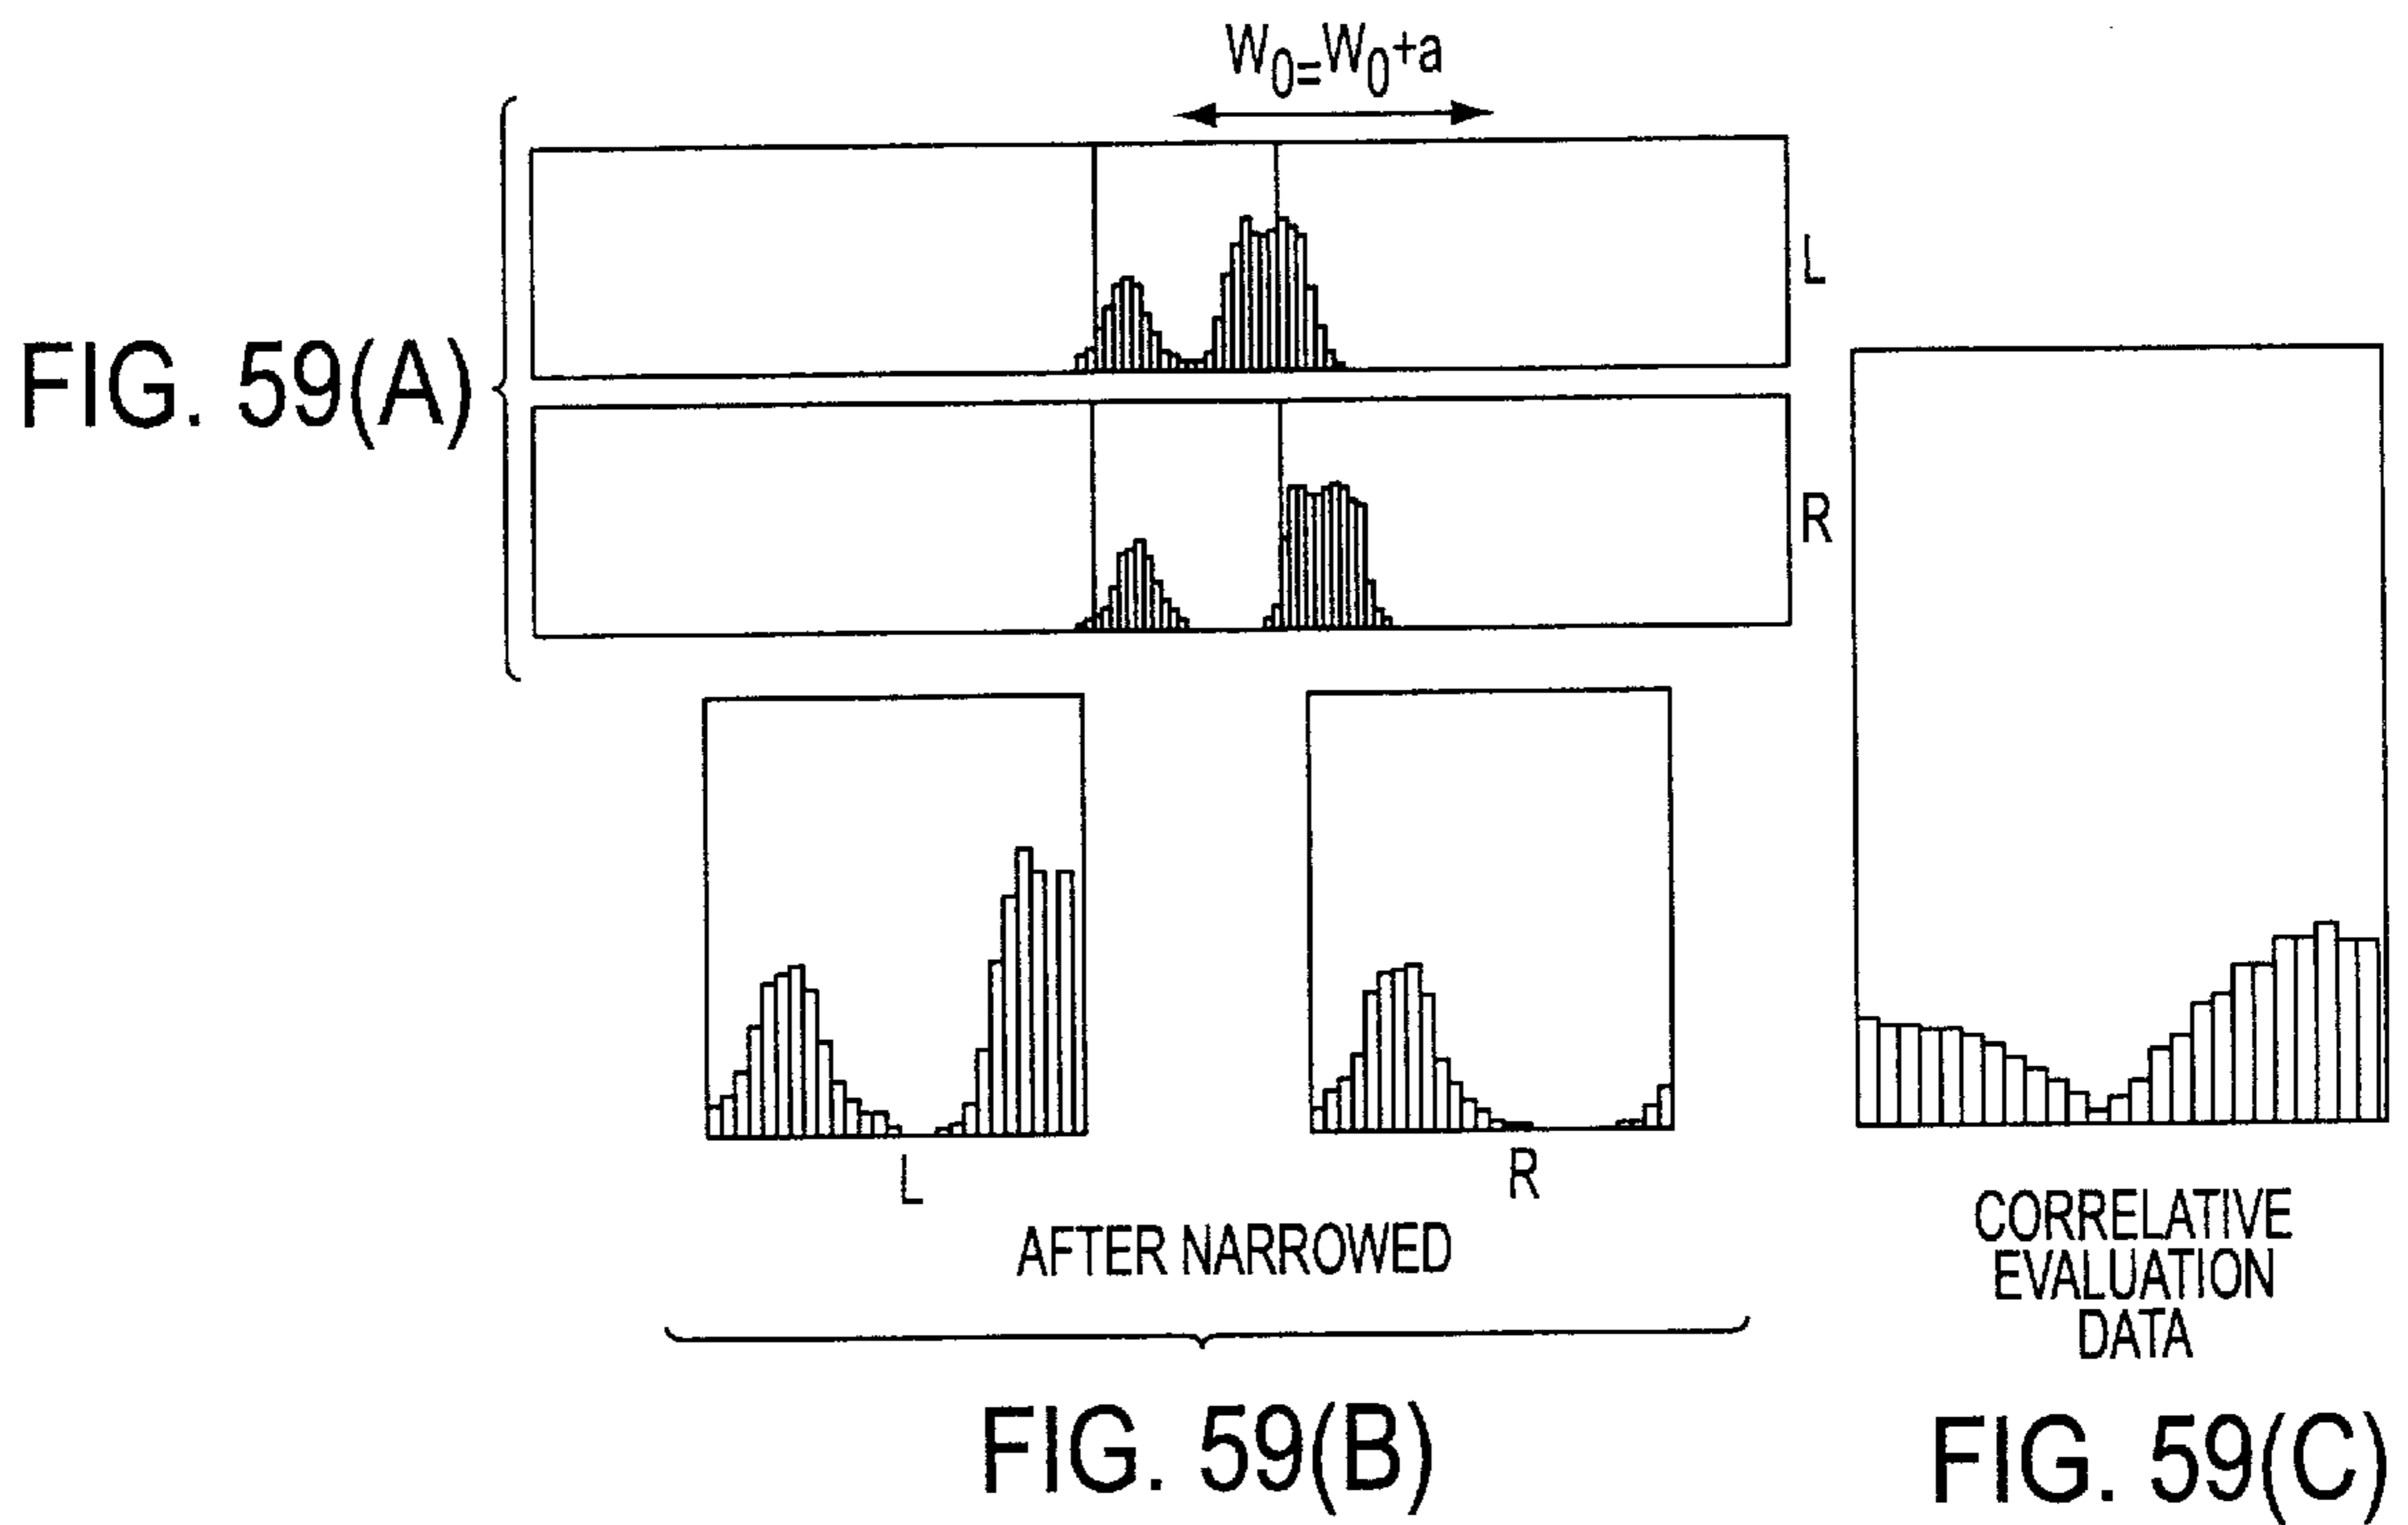 W0=W0+a
L
FIG. 59(A)
R
L
R
AFTER NARROWED
CORRELATIVE
EVALUATION
DATA
FIG. 59(B)
FIG. 59(C)